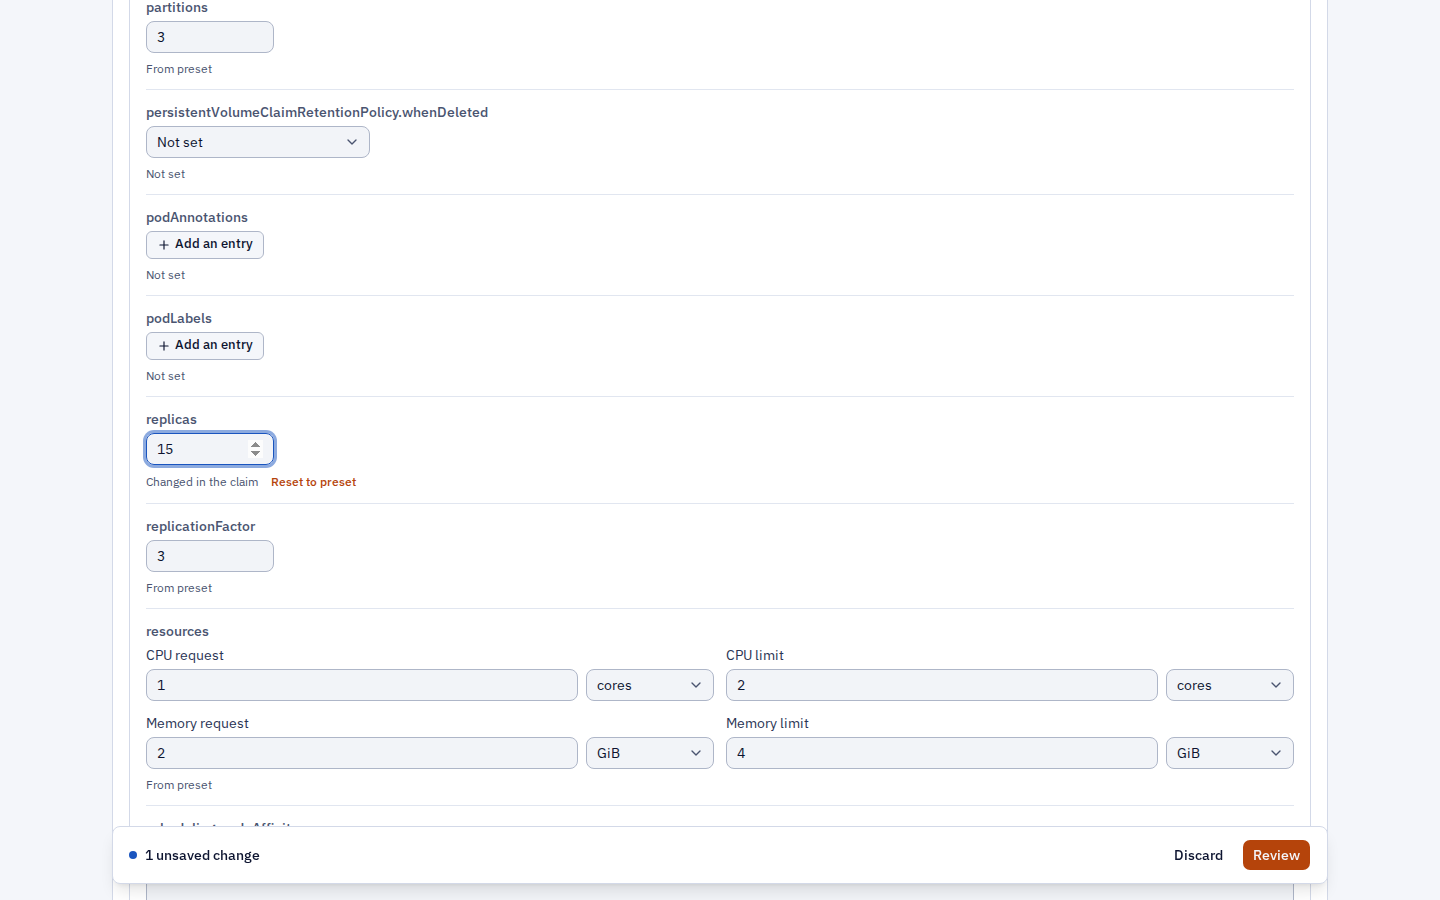 partitions
3
From preset
persistentVolumeClaimRetentionPolicy.whenDeleted
Not set
Not set
podAnnotations
+ Add an entry
Not set
podLabels
+ Add an entry
Not set
replicas
15
Changed in the claim Reset to preset
replicationFactor
3
From preset
resources
CPU request CPU limit
1 cores 2 cores
Memory request Memory limit
2 GiB 4 GiB
From preset
1 unsaved change Discard Review